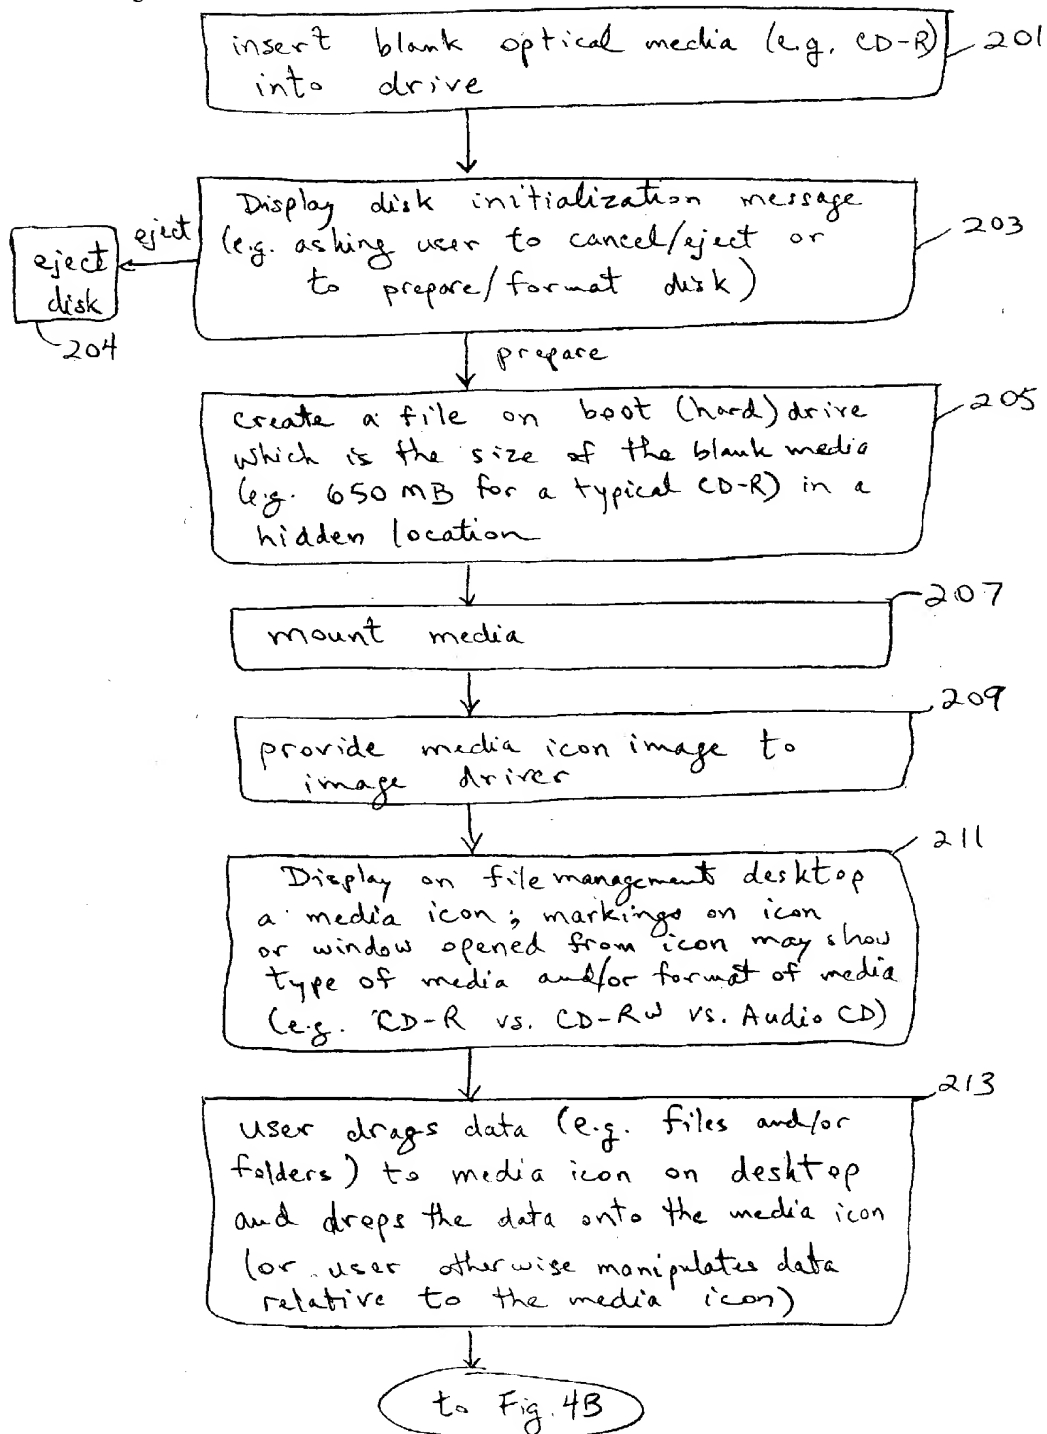 insert blank optical media (e.g. CD-R)
into drive
201
Display disk initialization message
(e.g. asking user to cancel/eject or
to prepare/format disk)
203
eject
eject
disk
204
prepare
create a file on boot (hard) drive
which is the size of the blank media
(e.g. 650 MB for a typical CD-R) in a
hidden location
205
mount media
207
provide media icon image to
image driver
209
Display on file management desktop
a media icon; markings on icon
or window opened from icon may show
type of media and/or format of media
(e.g. CD-R vs. CD-RW vs. Audio CD)
211
user drags data (e.g. files and/or
folders) to media icon on desktop
and drops the data onto the media icon
(or user otherwise manipulates data
relative to the media icon)
213
to Fig. 4B